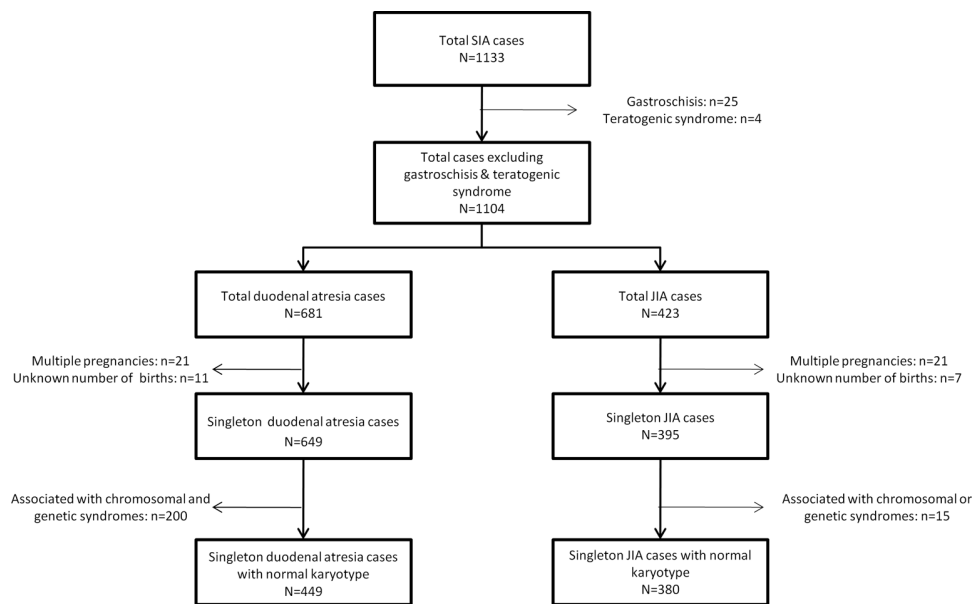 Total SIA cases
N=1133
Gastroschisis: n=25
Teratogenic syndrome: n=4
Total cases excluding
gastroschisis & teratogenic
syndrome
N=1104
Total duodenal atresia cases
N=681
Total JIA cases
N=423
Multiple pregnancies: n=21
Unknown number of births: n=11
Multiple pregnancies: n=21
Unknown number of births: n=7
Singleton duodenal atresia cases
N=649
Singleton JIA cases
N=395
Associated with chromosomal and
genetic syndromes: n=200
Associated with chromosomal or
genetic syndromes: n=15
Singleton duodenal atresia cases
with normal karyotype
N=449
Singleton JIA cases with normal
karyotype
N=380